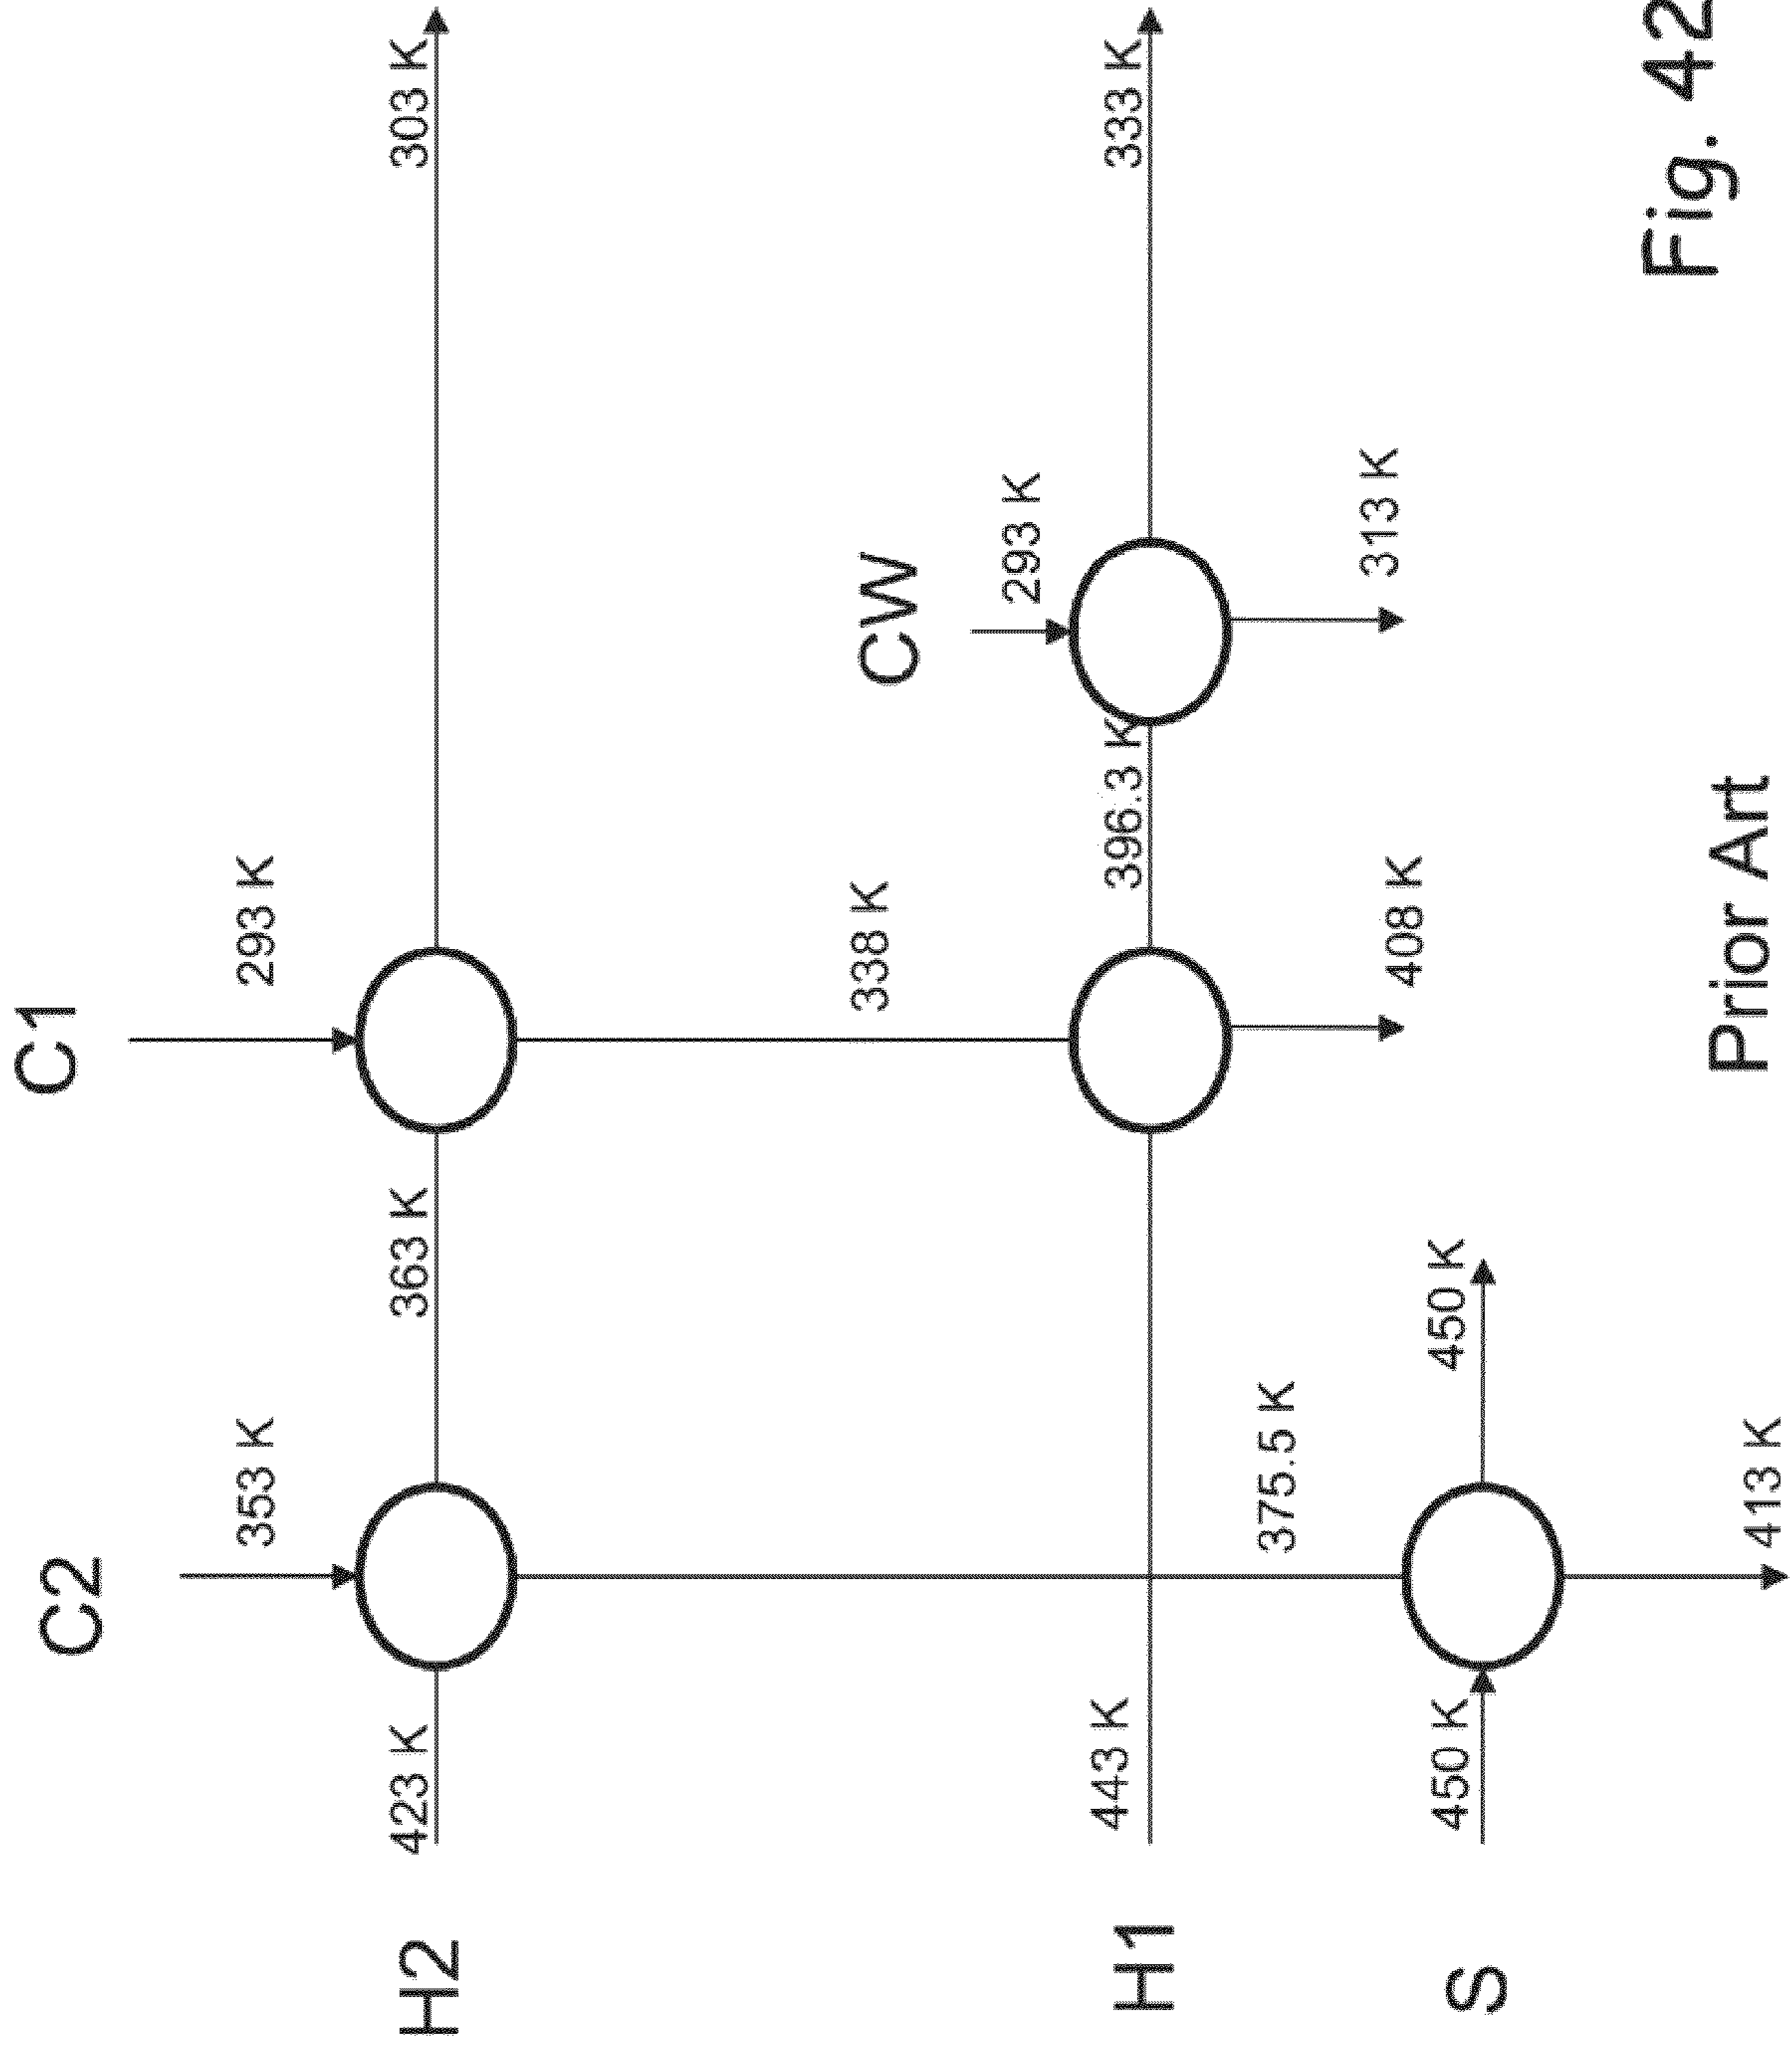 C1
C2
293 K
353 K
H2
423 K
363 K
303 K
338 K
CW
293 K
H1
443 K
396.3 K
333 K
375.5 K
408 K
313 K
S
450 K
450 K
413 K
Prior Art
Fig. 42